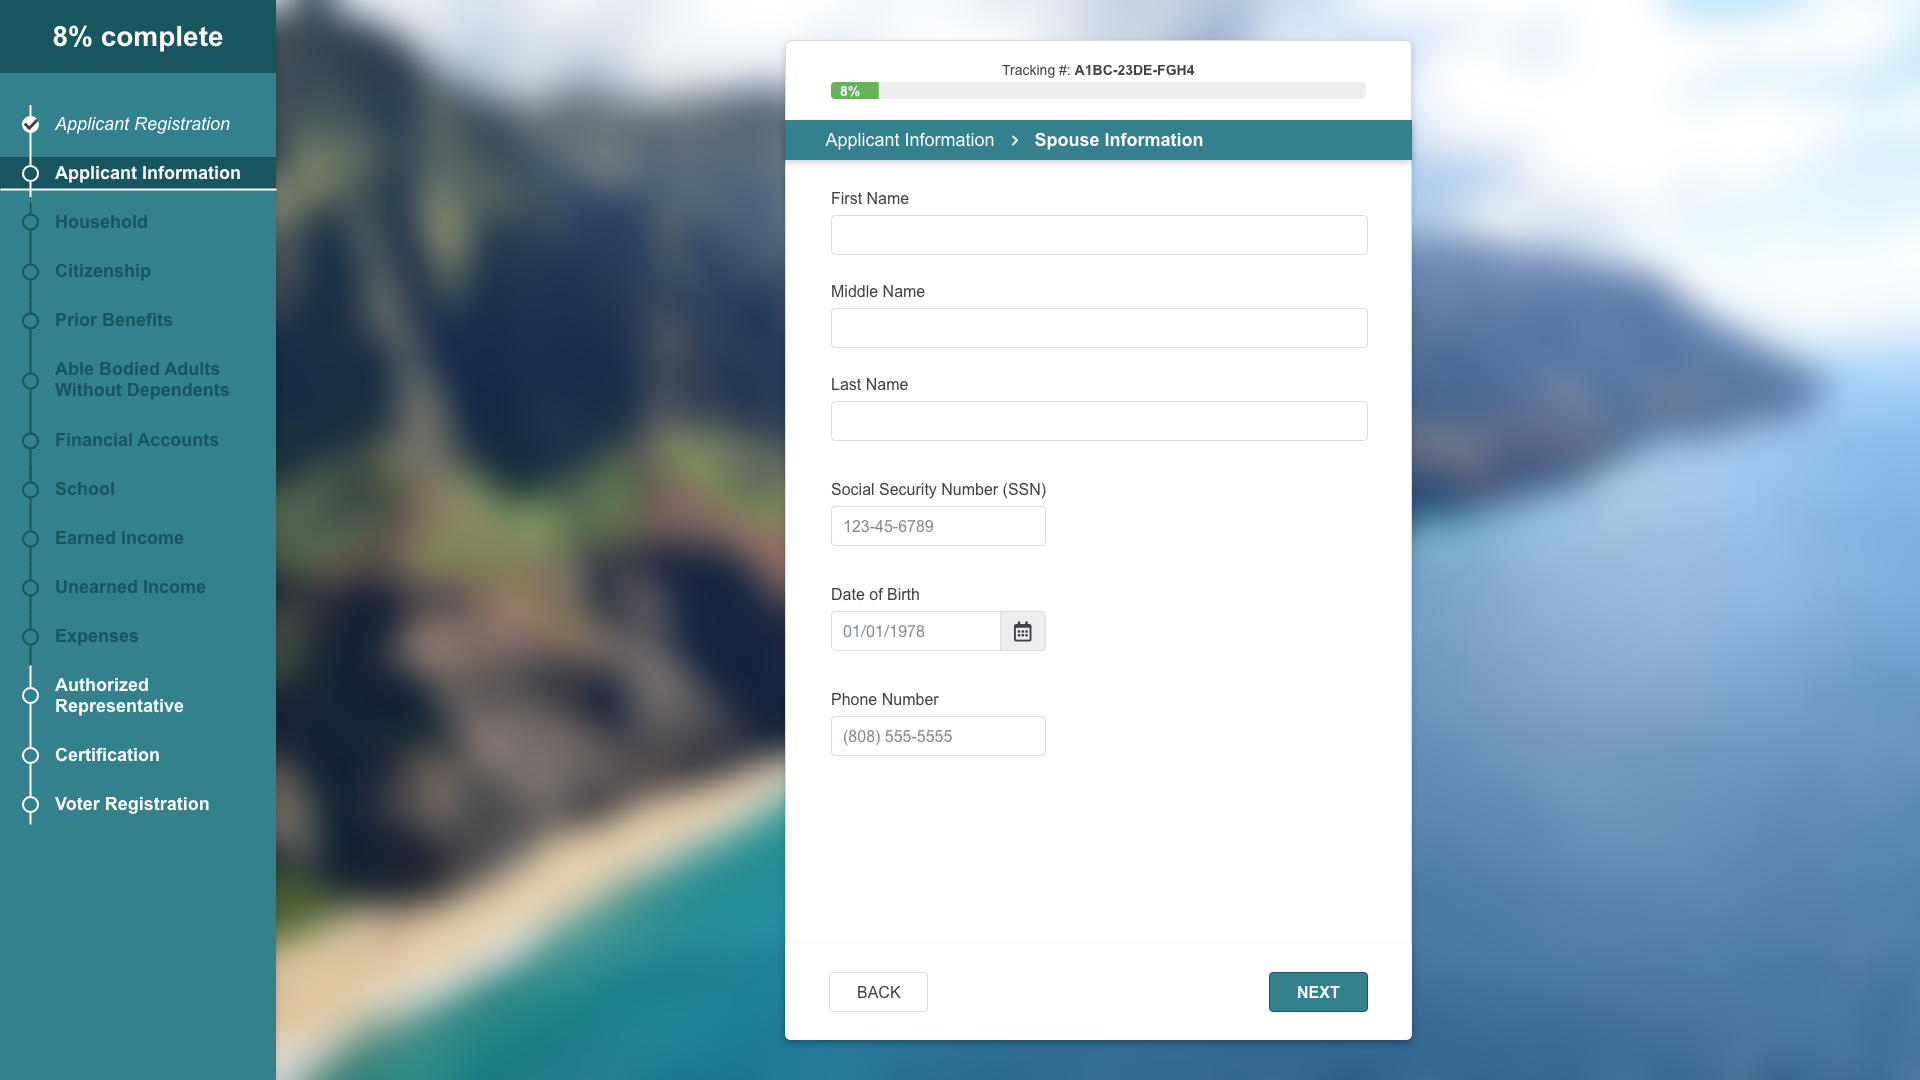 8% complete
Applicant Registration
Applicant Information
Household
Citizenship
Prior Benefits
Able Bodied Adults
Without Dependents
Financial Accounts
School
Earned Income
Unearned Income
Expenses
Authorized
Representative
Certification
Voter Registration
Tracking #: A1BC-23DE-FGH4
8%
Applicant Information > Spouse Information
First Name
Middle Name
Last Name
Social Security Number (SSN)
123-45-6789
Date of Birth
01/01/1978
Phone Number
(808) 555-5555
BACK
NEXT